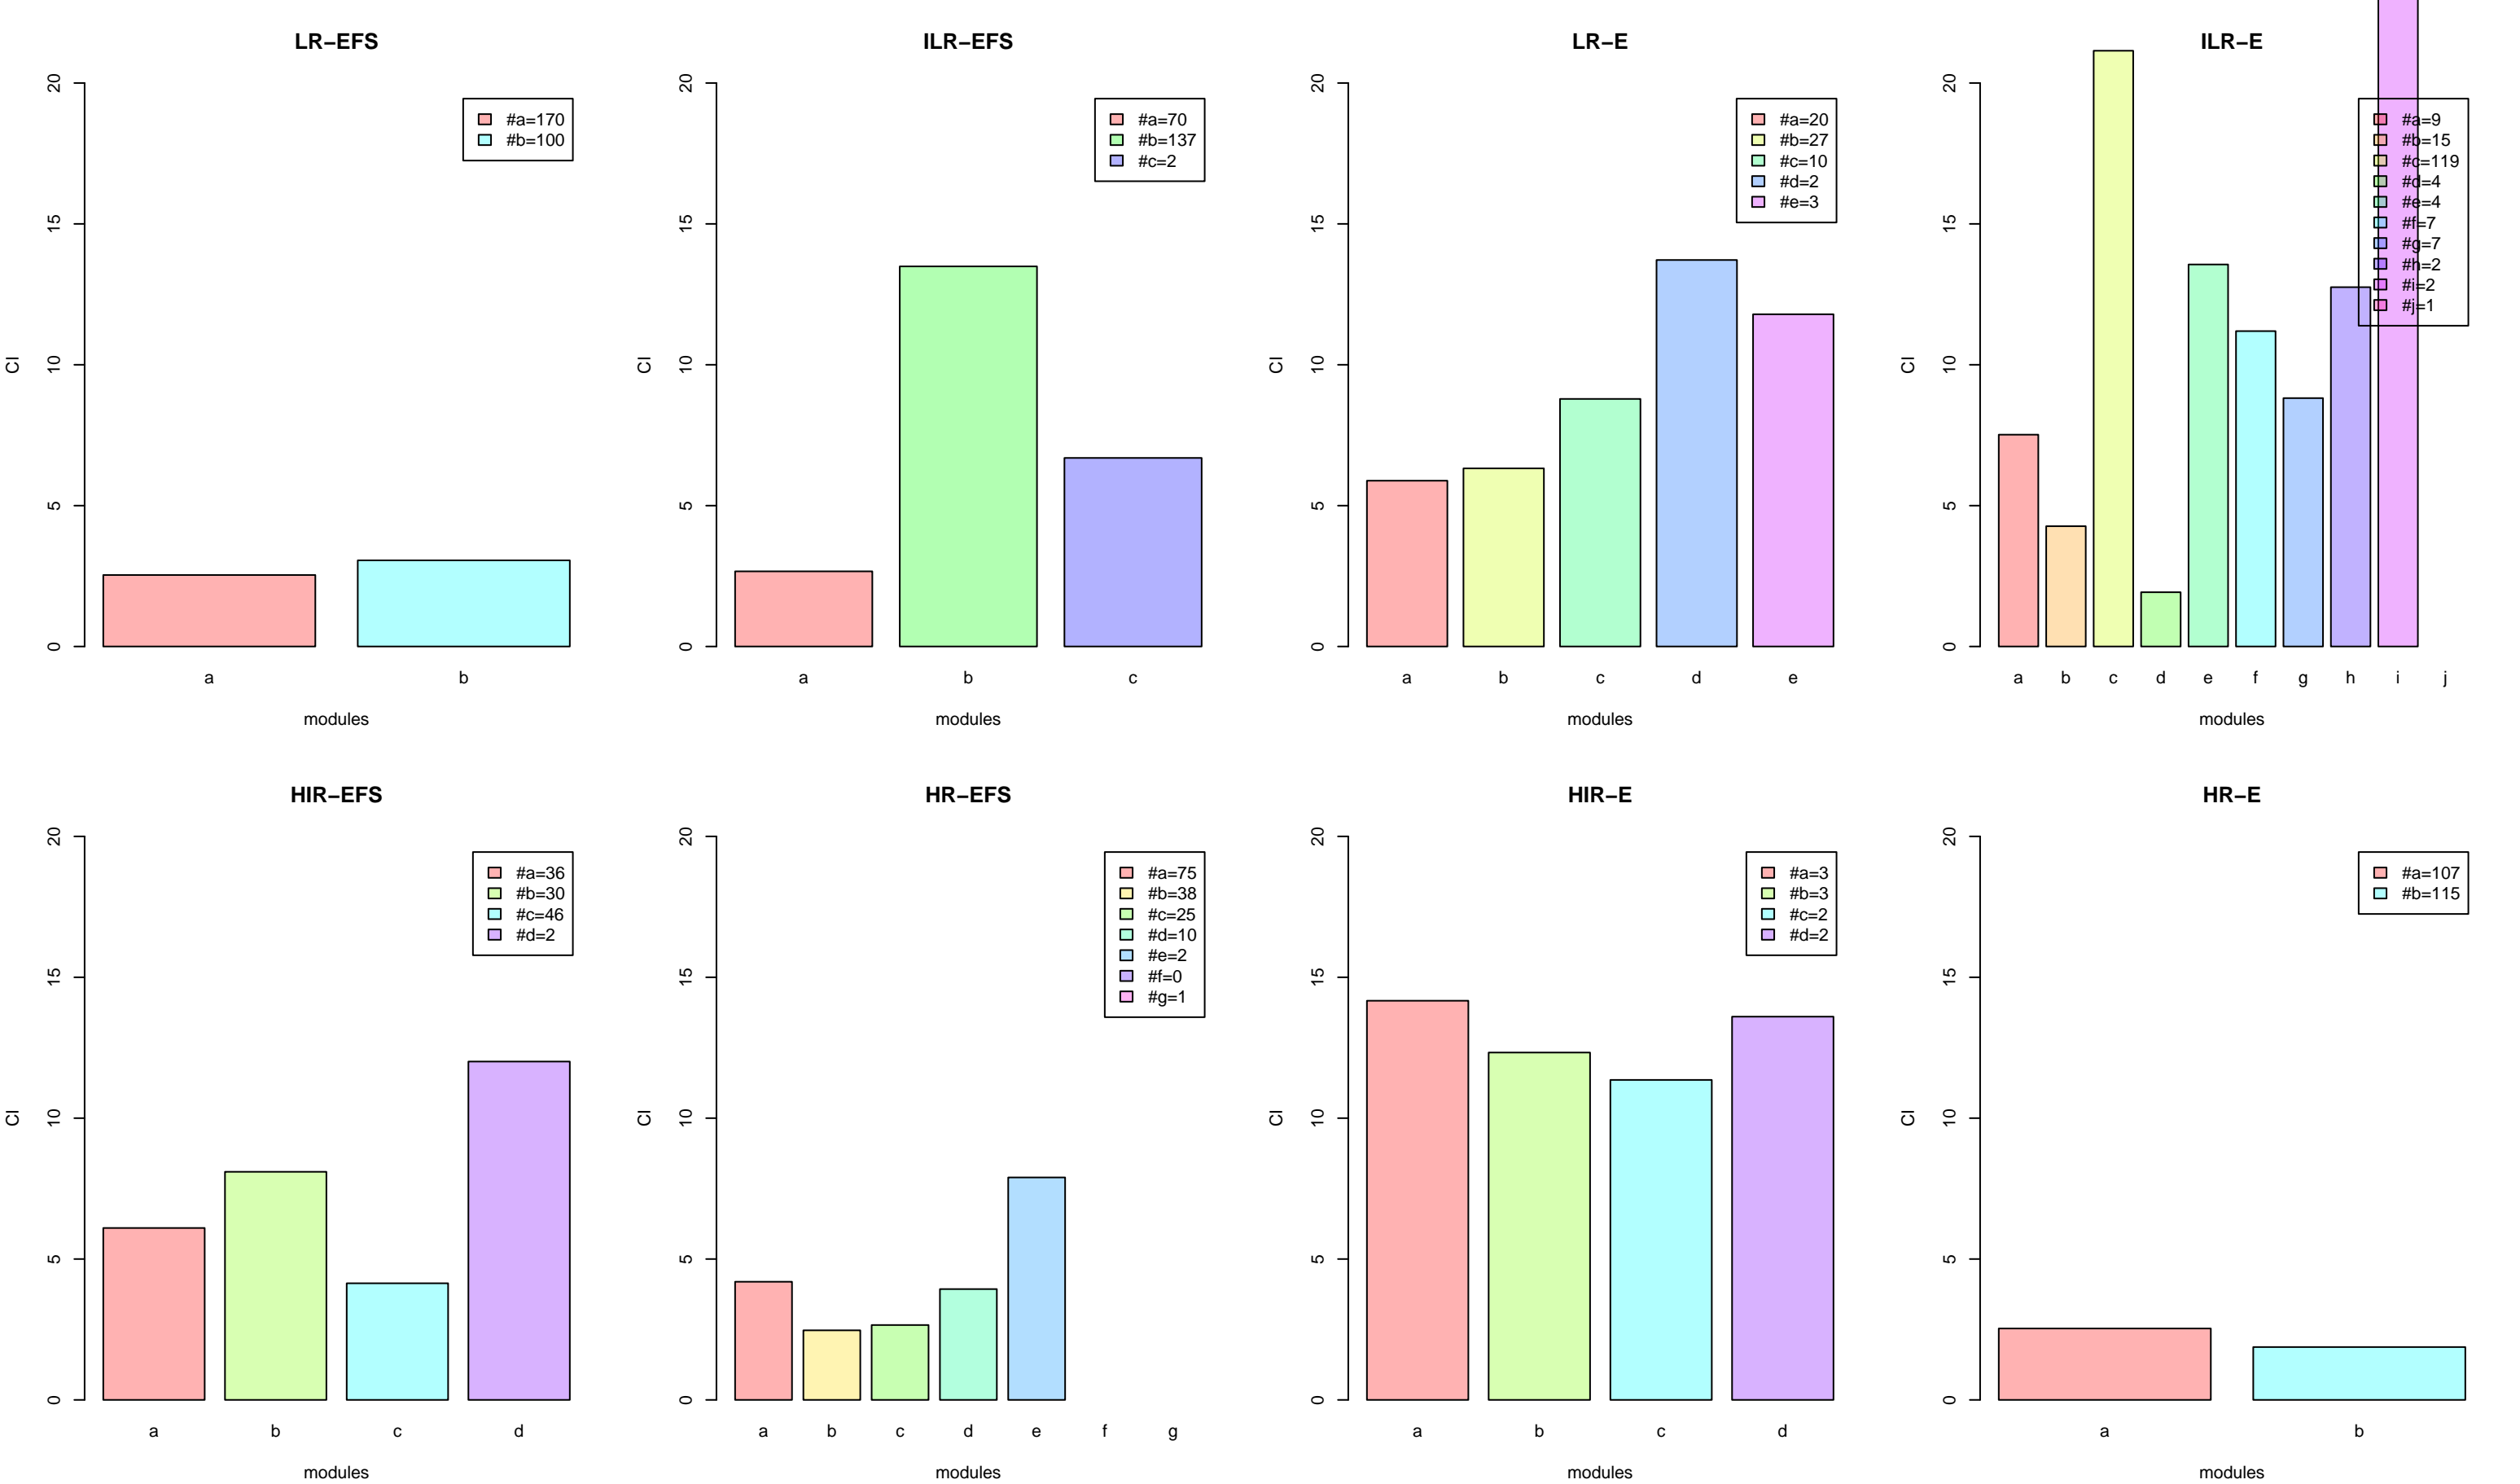 LR–EFS
20
15
10
5
0
CI
#a=170
#b=100
a b
modules
ILR–EFS
20
15
10
5
0
CI
#a=70
#b=137
#c=2
a b c
modules
LR–E
20
15
10
5
0
CI
#a=20
#b=27
#c=10
#d=2
#e=3
a b c d e
modules
ILR–E
20
15
10
5
0
CI
#a=9
#b=15
#c=119
#d=4
#e=4
#f=7
#g=7
#h=2
#i=2
#j=1
a b c d e f g h i j
modules
HIR–EFS
20
15
10
5
0
CI
#a=36
#b=30
#c=46
#d=2
a b c d
modules
HR–EFS
20
15
10
5
0
CI
#a=75
#b=38
#c=25
#d=10
#e=2
#f=0
#g=1
a b c d e f g
modules
HIR–E
20
15
10
5
0
CI
#a=3
#b=3
#c=2
#d=2
a b c d
modules
HR–E
20
15
10
5
0
CI
#a=107
#b=115
a b
modules